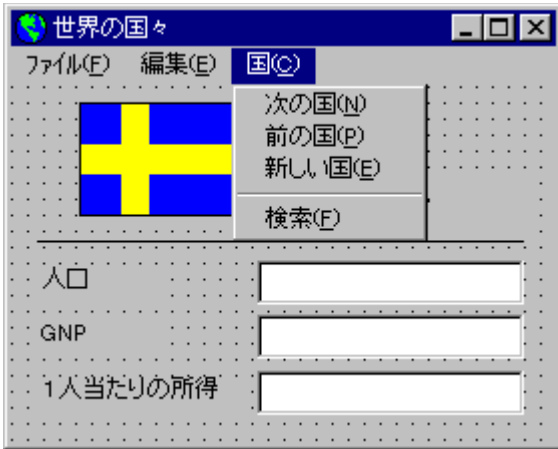 世界の国々
ファイル(F) 編集(E) 国(C)
次の国(N)
前の国(P)
新しい国(E)
検索(F)
人口
GNP
1人当たりの所得